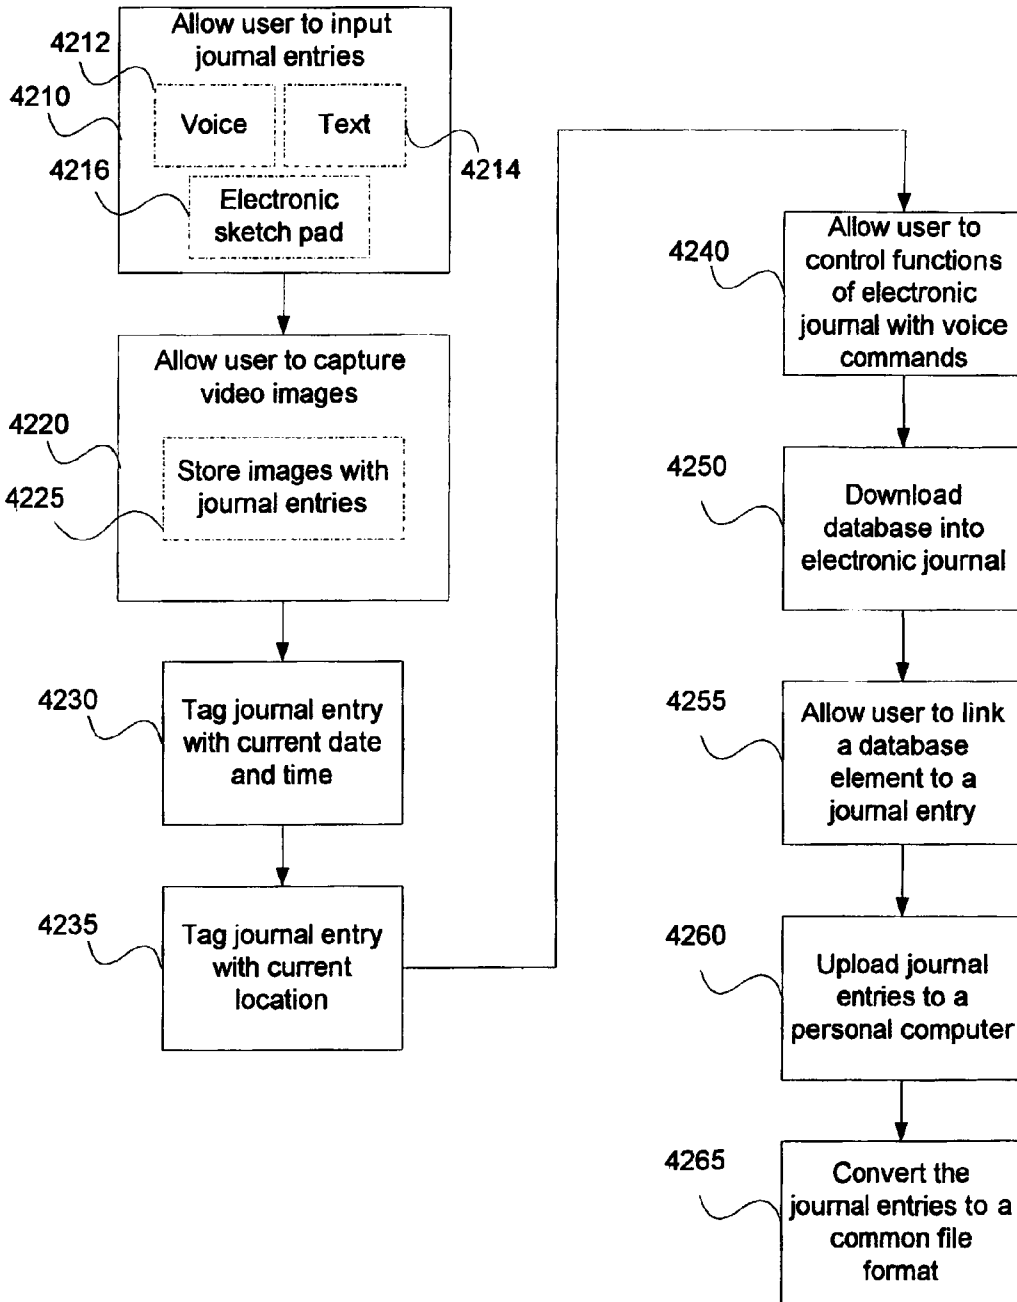 Allow user to input
journal entries
4212
4210
Voice
Text
4216
4214
Electronic
sketch pad
Allow user to capture
video images
4220
4225
Store images with
journal entries
4230
Tag journal entry
with current date
and time
4235
Tag journal entry
with current
location
4240
Allow user to
control functions
of electronic
journal with voice
commands
4250
Download
database into
electronic journal
4255
Allow user to link
a database
element to a
journal entry
4260
Upload journal
entries to a
personal computer
4265
Convert the
journal entries to a
common file
format